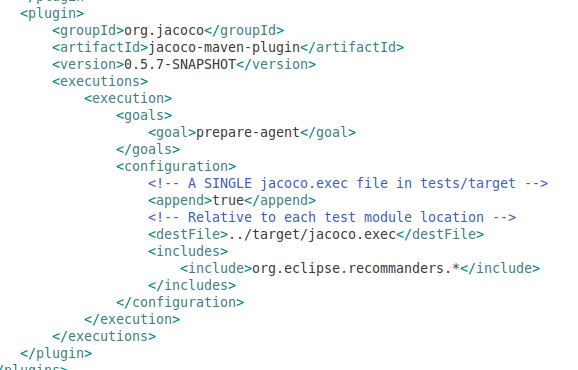 <plugin>
<groupId>org.jacoco</groupId>
<artifactId>jacoco-maven-plugin</artifactId>
<version>0.5.7-SNAPSHOT</version>
<executions>
<execution>
<goals>
<goal>prepare-agent</goal>
</goals>
<configuration>
<!-- A SINGLE jacoco.exec file in tests/target -->
<append>true</append>
<!-- Relative to each test module location -->
<destFile>../target/jacoco.exec</destFile>
<includes>
<include>org.eclipse.recommanders.*</include>
</includes>
</configuration>
</execution>
</executions>
</plugin>